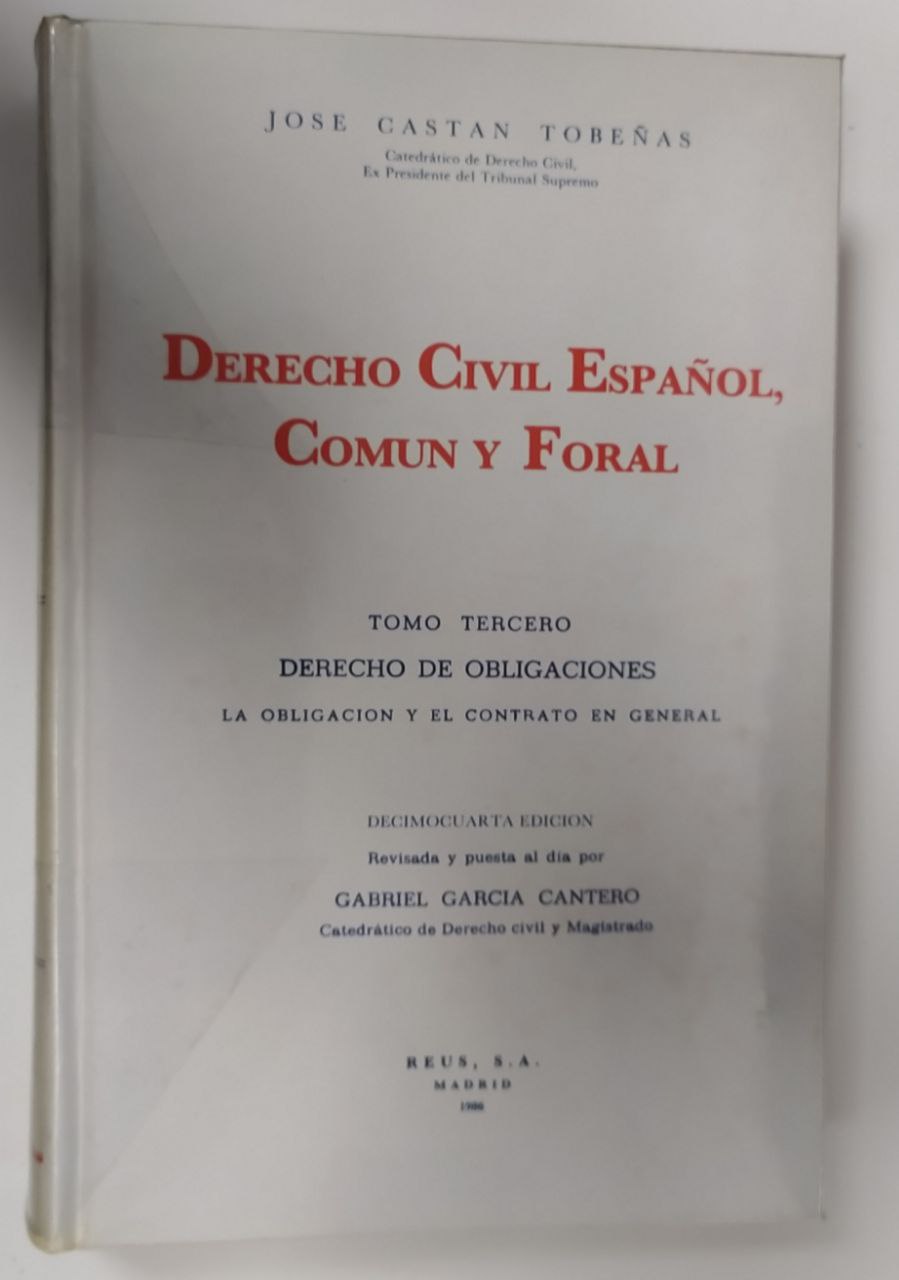 JOSE CASTAN TOBEÑAS
Catedrático de Derecho Civil,
Ex Presidente del Tribunal Supremo
DERECHO CIVIL ESPAÑOL,
COMUN Y FORAL
TOMO TERCERO
DERECHO DE OBLIGACIONES
LA OBLIGACION Y EL CONTRATO EN GENERAL
DECIMOCUARTA EDICION
Revisada y puesta al día por
GABRIEL GARCIA CANTERO
Catedrático de Derecho civil y Magistrado
REUS, S.A.
MADRID